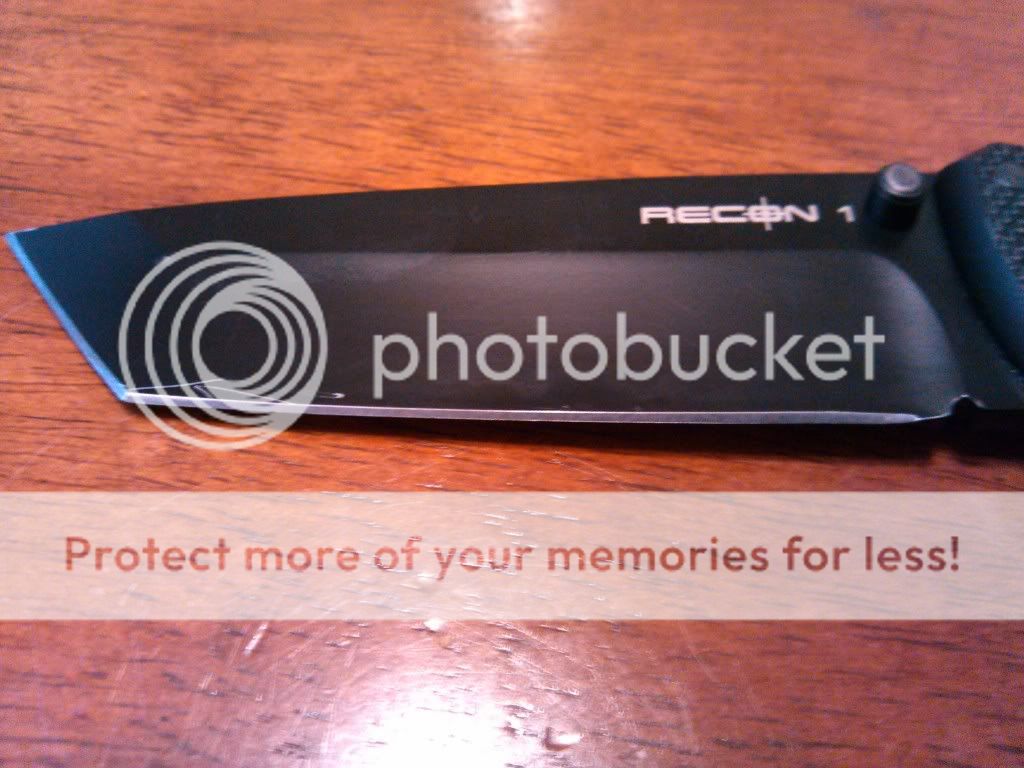 RECON 1
photobucket
Protect more of your memories for less!